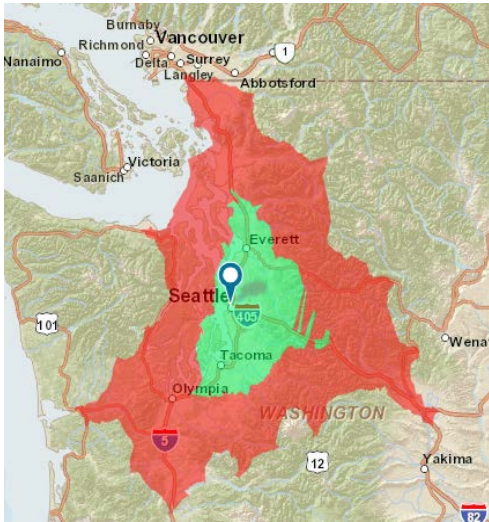 Burnaby
Vancouver
Richmond
Nanaimo
Delta
Surrey
1
Langley
Abbotsford
Victoria
Saanich
Everett
Seattle
405
101
Wenat
Tacoma
Olympia
WASHINGTON
5
12
Yakima
82